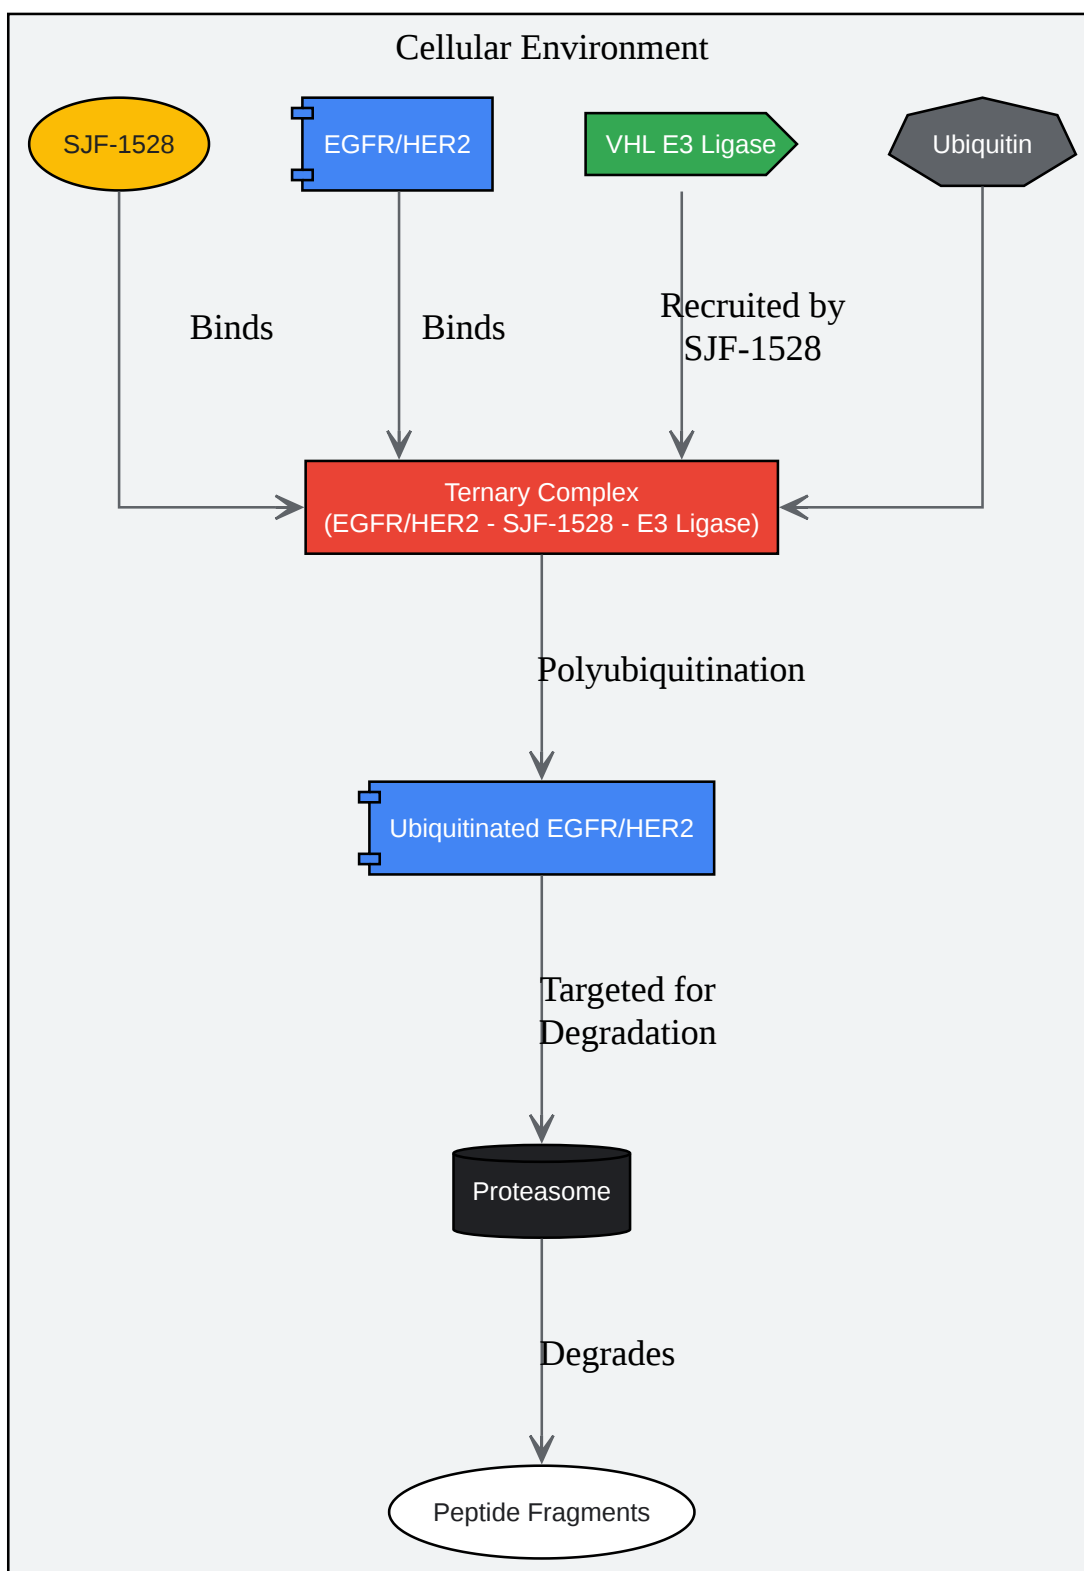 Cellular Environment
SJF-1528
EGFR/HER2
VHL E3 Ligase
Ubiquitin
Binds
Binds
Recruited by
SJF-1528
Ternary Complex
(EGFR/HER2 - SJF-1528 - E3 Ligase)
Polyubiquitination
Ubiquitinated EGFR/HER2
Targeted for
Degradation
Proteasome
Degrades
Peptide Fragments